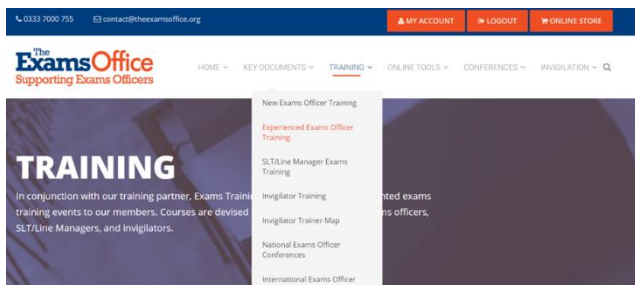 0333 7000 755 contact@theexamsoffice.org MY ACCOUNT LOGOUT ONLINE STORE
The
ExamsOffice
Supporting Exams Officers
HOME KEY DOCUMENTS TRAINING ONLINE TOOLS CONFERENCES INVIGILATION
New Exams Officer Training
Experienced Exams Officer
Training
SLT/Line Manager Exams
Training
Invigilator Training
Invigilator Trainer Map
National Exams Officer
Conferences
International Exams Officer
TRAINING
In conjunction with our training partner, Exams Traini nted exams
training events to our members. Courses are devised ns officers,
SLT/Line Managers, and invigilators.